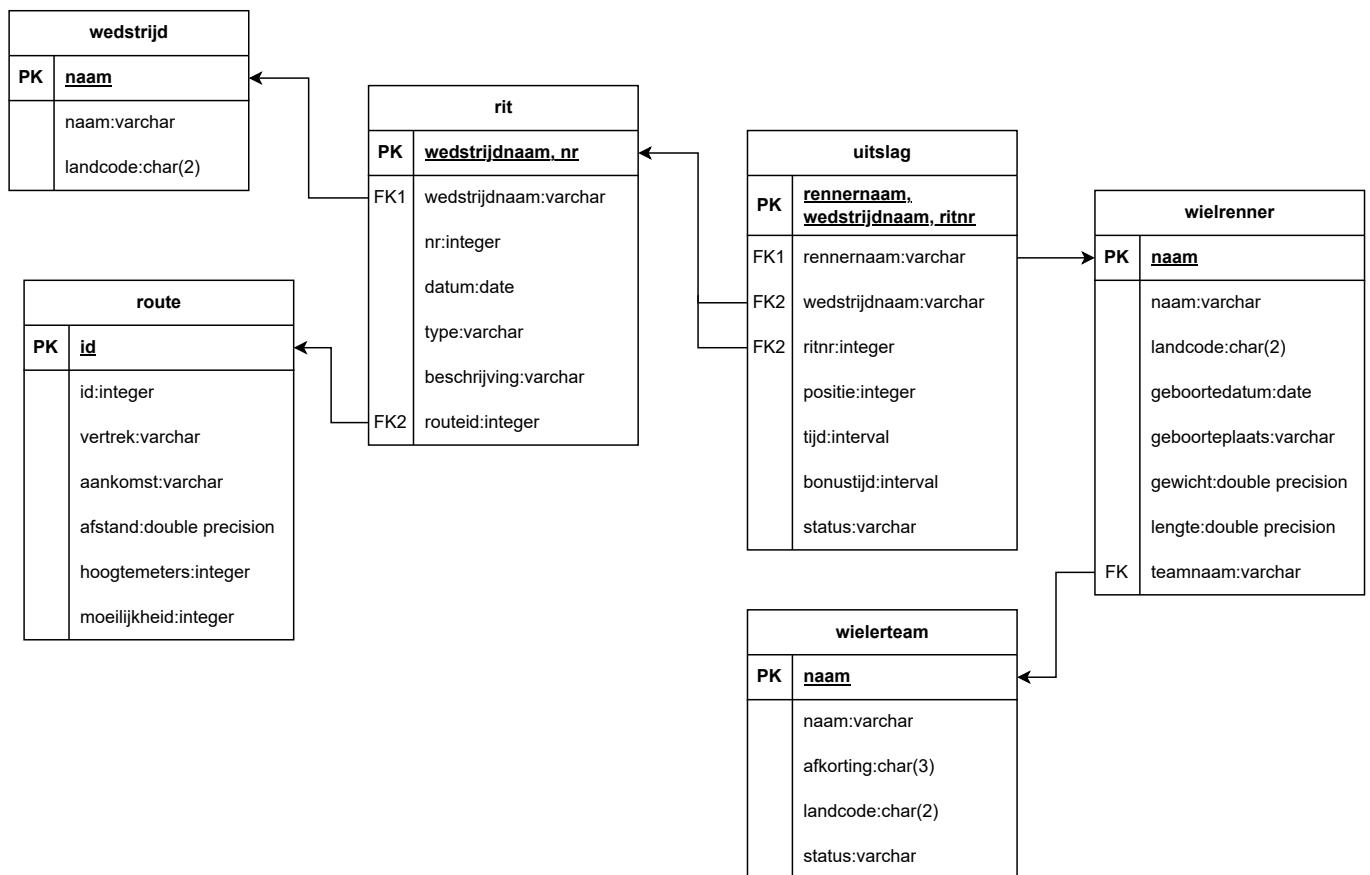 wedstrijd
PK naam
naam:varchar
landcode:char(2)
rit
PK wedstrijdnaam, nr
FK1 wedstrijdnaam:varchar
nr:integer
datum:date
type:varchar
beschrijving:varchar
FK2 routeid:integer
route
PK id
id:integer
vertrek:varchar
aankomst:varchar
afstand:double precision
hoogtemeters:integer
moeilijkheid:integer
uitslag
PK rennernaam,
wedstrijdnaam, ritnr
FK1 rennernaam:varchar
FK2 wedstrijdnaam:varchar
FK2 ritnr:integer
positie:integer
tijd:interval
bonustijd:interval
status:varchar
wielrenner
PK naam
naam:varchar
landcode:char(2)
geboortedatum:date
geboorteplaats:varchar
gewicht:double precision
lengte:double precision
FK teamnaam:varchar
wielerteam
PK naam
naam:varchar
afkorting:char(3)
landcode:char(2)
status:varchar